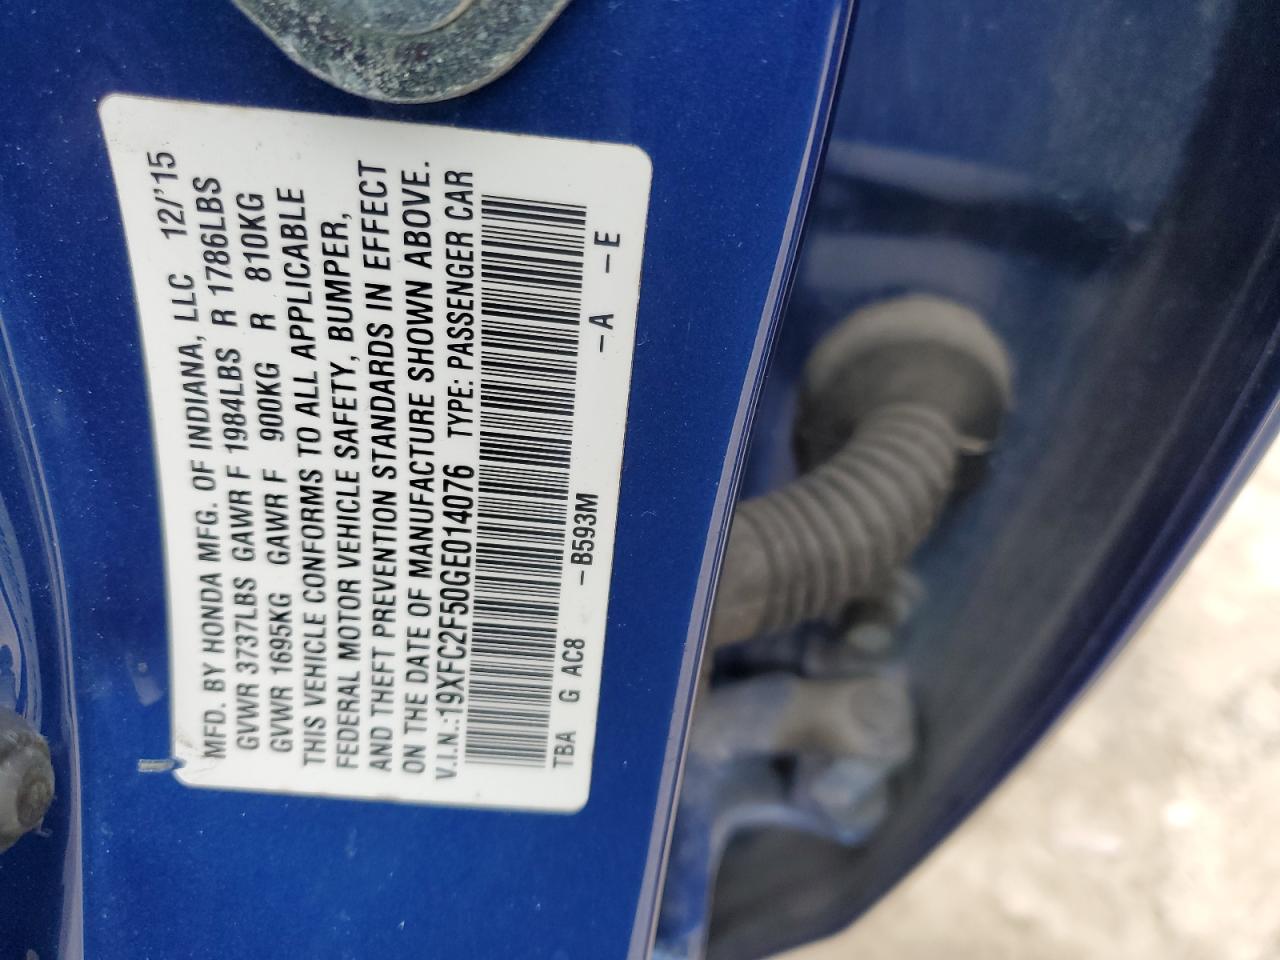 MFD. BY HONDA MFG. OF INDIANA, LLC 12/'15
GVWR 3737LBS GAWR F 1984LBS R 1786LBS
GVWR 1695KG GAWR F 900KG R 810KG
THIS VEHICLE CONFORMS TO ALL APPLICABLE
FEDERAL MOTOR VEHICLE SAFETY, BUMPER,
AND THEFT PREVENTION STANDARDS IN EFFECT
ON THE DATE OF MANUFACTURE SHOWN ABOVE.
V.I.N.:19XFC2F50GE014076 TYPE: PASSENGER CAR
TBA G AC8 -B593M -A -E